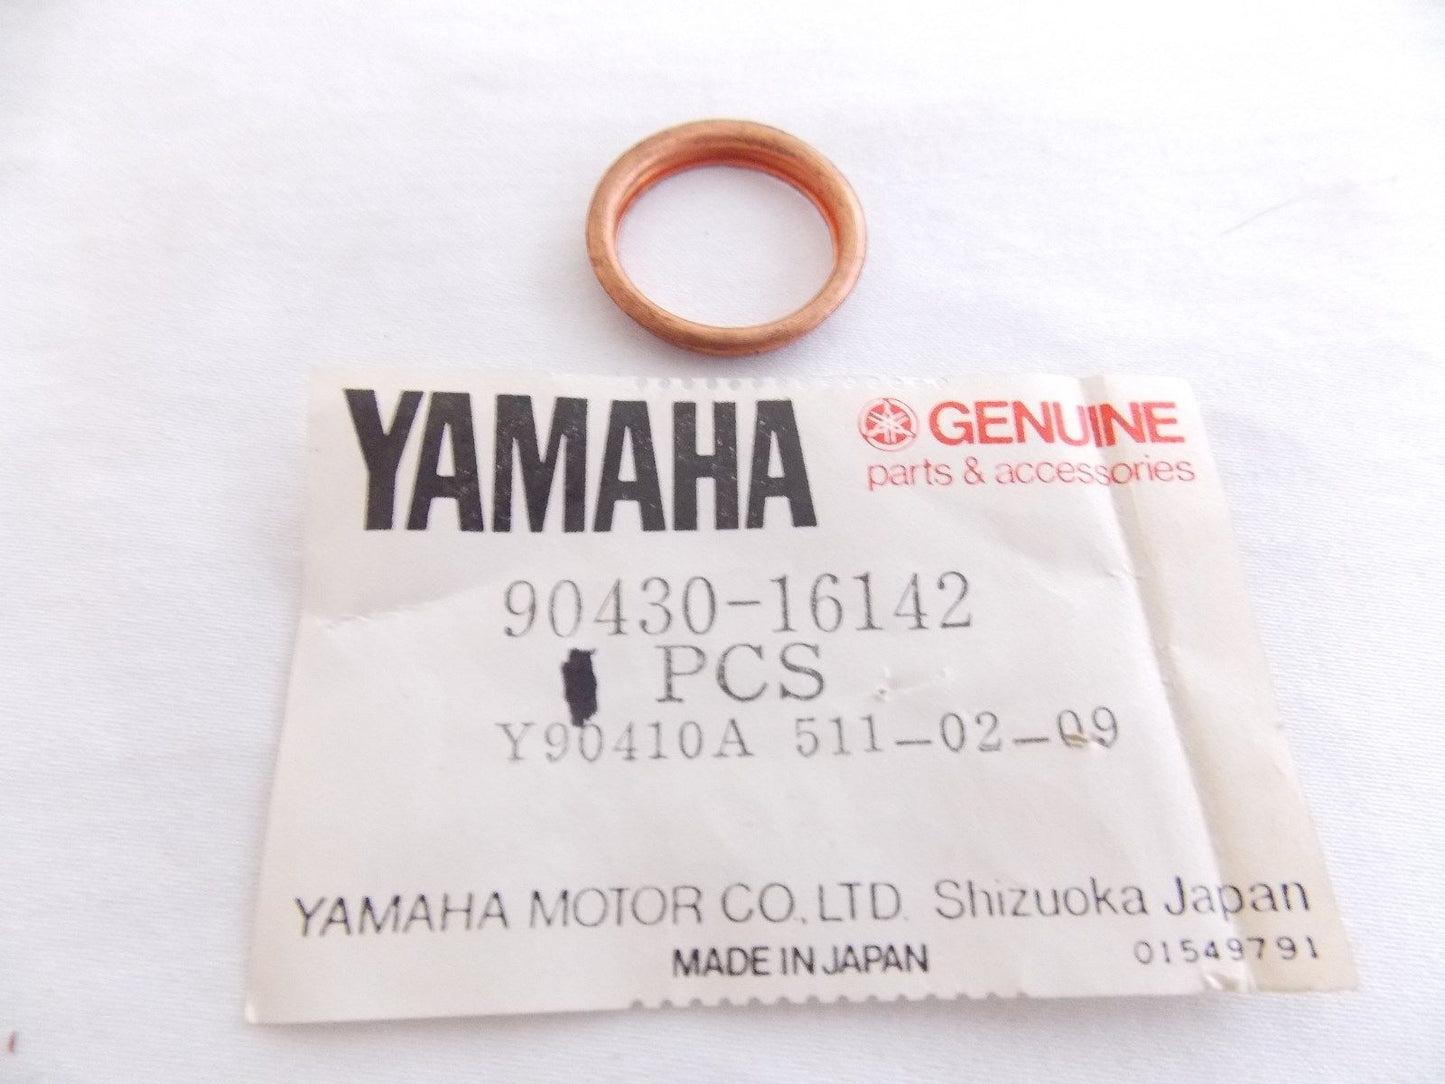 YAMAHA
GENUINE
parts & accessories
90430-16142
PCS
Y90410A 511-02-09
YAMAHA MOTOR CO., LTD. Shizuoka Japan
MADE IN JAPAN
01549791